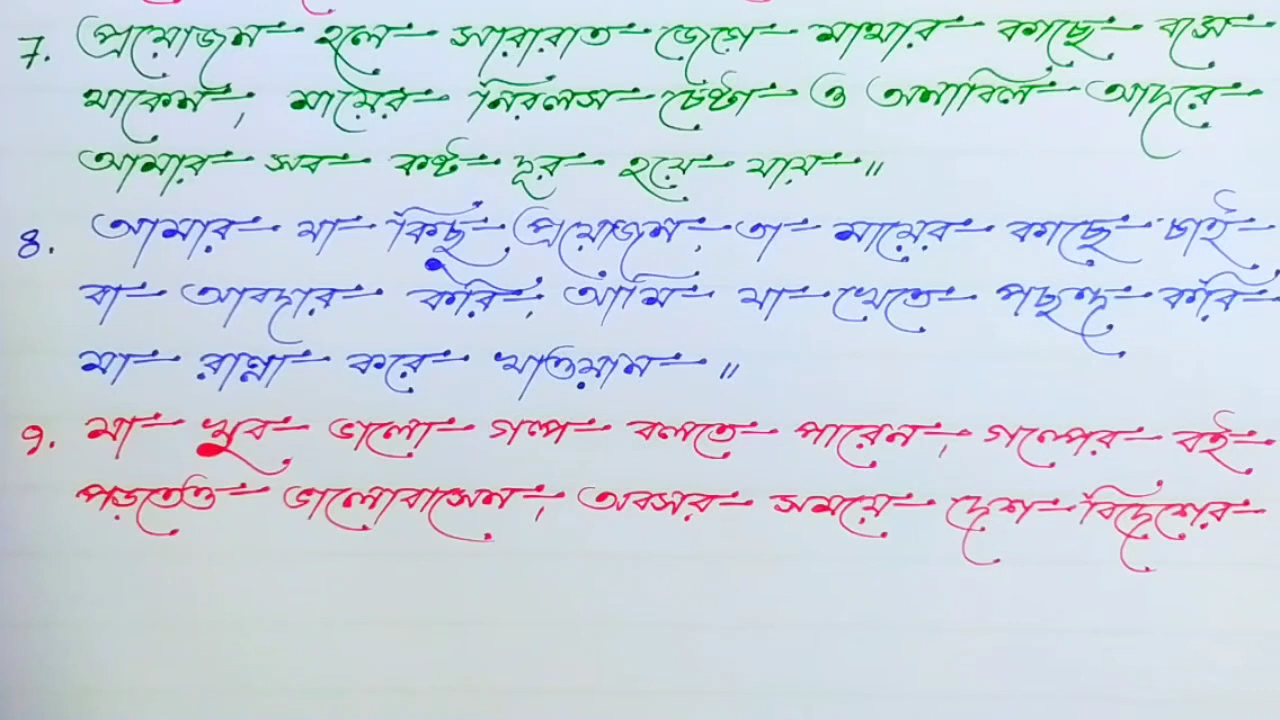 7. প্রয়োজন হলে সারারাত জেগে মাথার কাছে বসে
থাকেন, মায়ের নিরলস চেষ্টা ও অনাবিল আদরে
আমার সব কষ্ট দূর হয়ে যায়॥
8. আমার যা কিছু প্রয়োজন, তা মায়ের কাছে চাই
বা আবদার করি, আমি যা খেতে পছন্দ করি
মা রান্না করে খাওয়ান॥
9. মা খুব ভালো গল্প বলতে পারেন, গল্পের বই
পড়তেও ভালোবাসেন, অবসর সময়ে দেশ বিদেশের